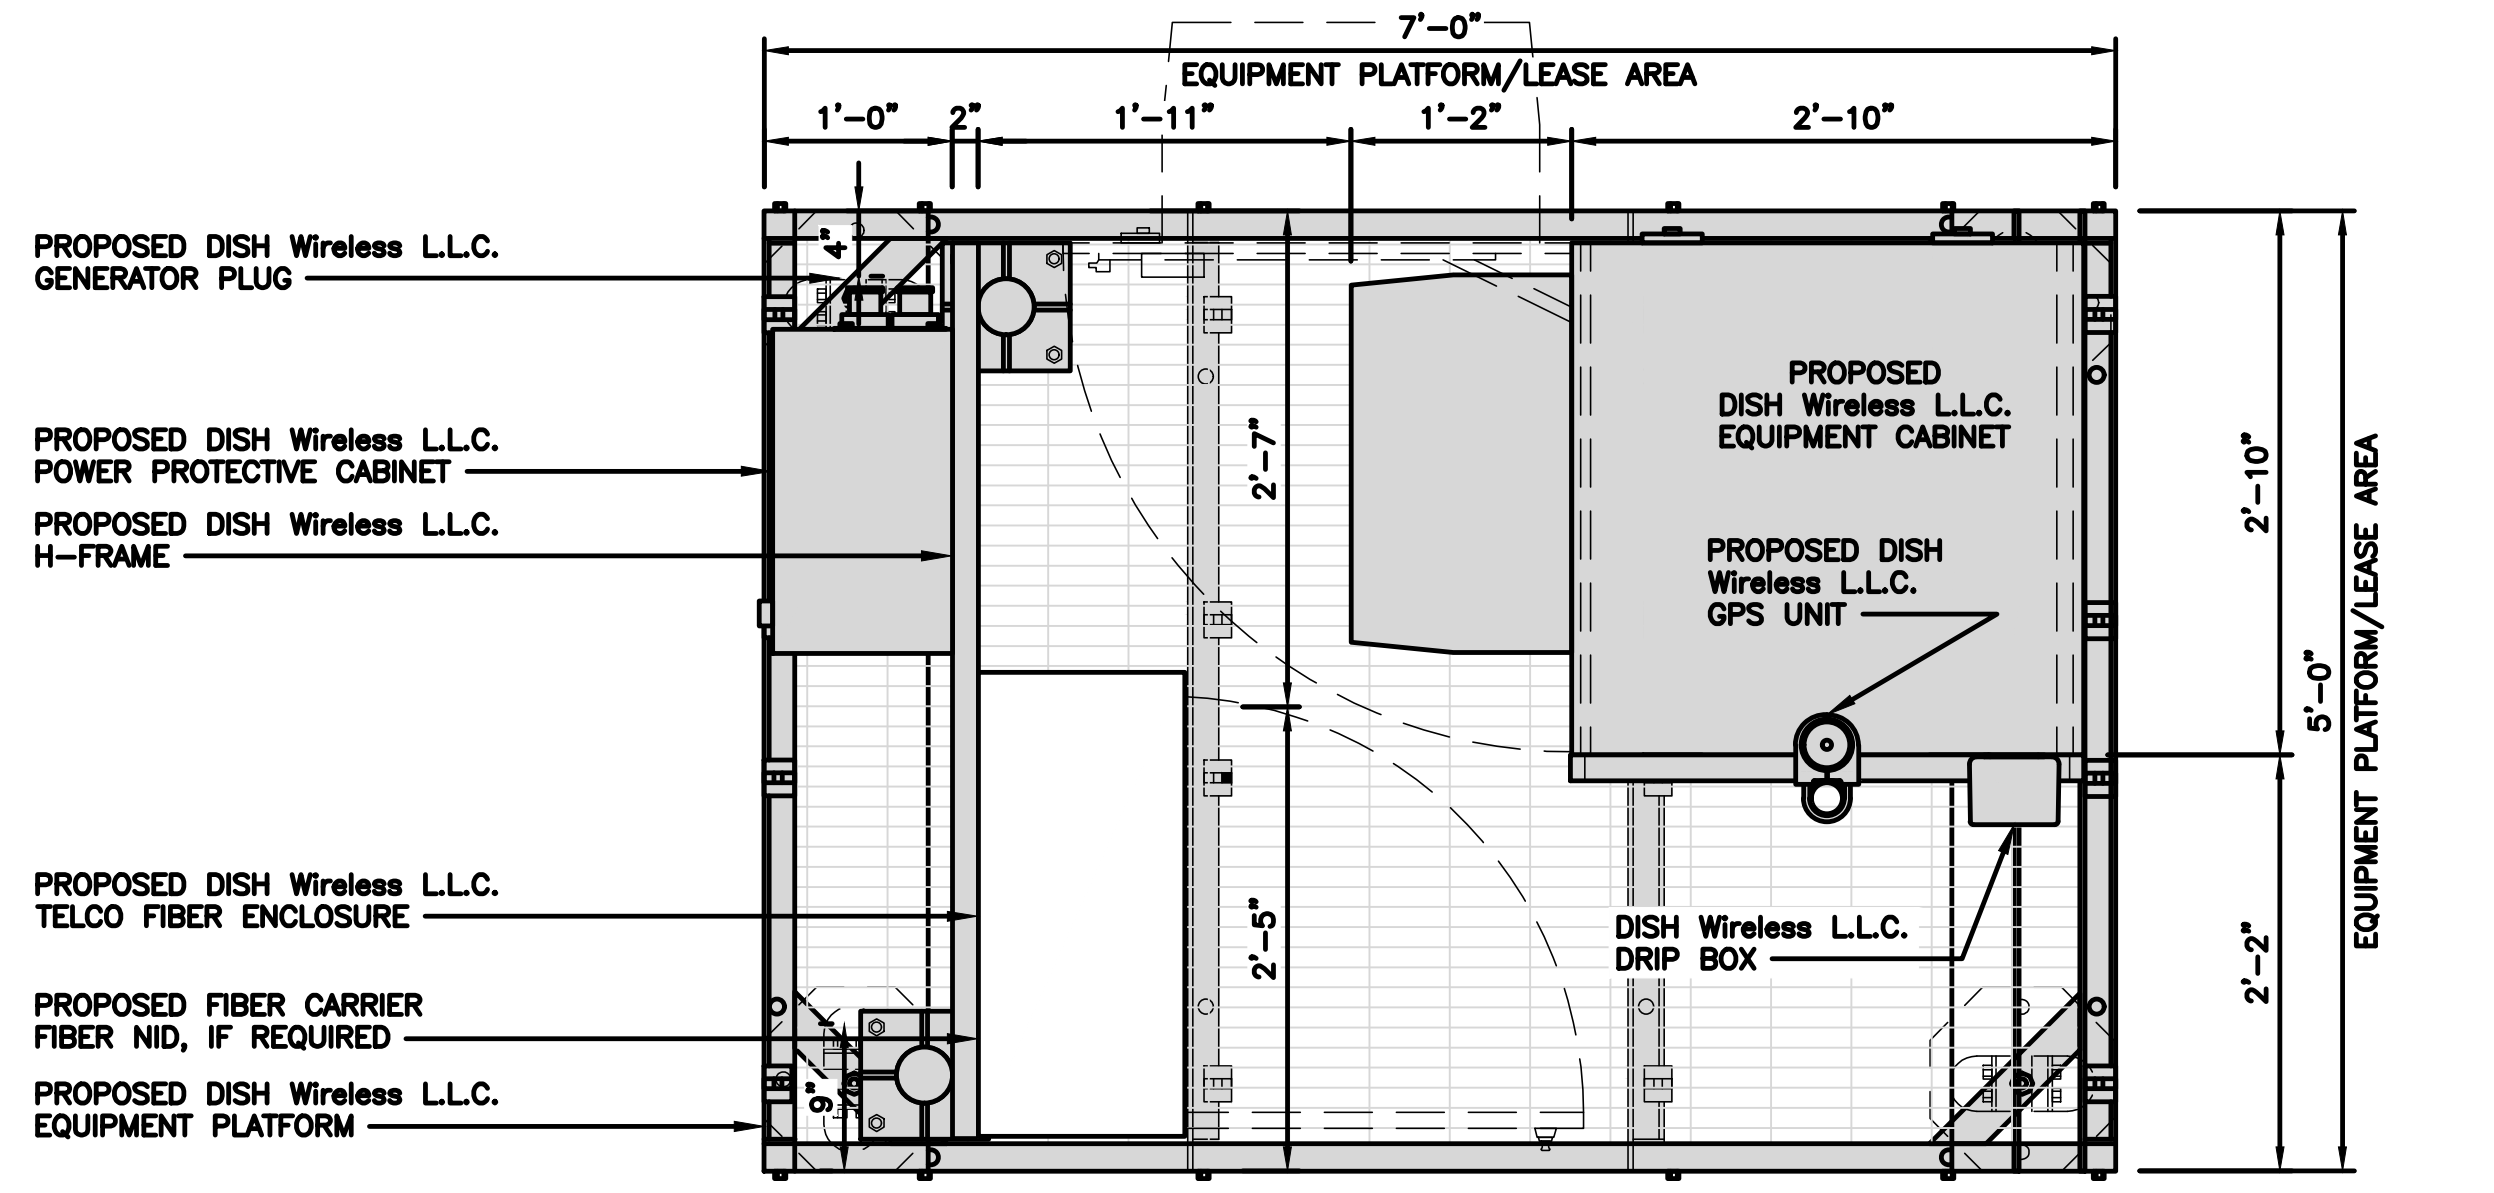 7'-0"
EQUIPMENT PLATFORM/LEASE AREA
1'-0"
2"
1'-11"
1'-2"
2'-10"
4"
PROPOSED DISH Wireless L.L.C.
GENERATOR PLUG
PROPOSED DISH Wireless L.L.C.
POWER PROTECTIVE CABINET
PROPOSED DISH Wireless L.L.C.
H-FRAME
PROPOSED DISH Wireless L.L.C.
TELCO FIBER ENCLOSURE
PROPOSED FIBER CARRIER
FIBER NID, IF REQUIRED
PROPOSED DISH Wireless L.L.C.
EQUIPMENT PLATFORM
9"
2'-7"
2'-5"
PROPOSED
DISH Wireless L.L.C.
EQUIPMENT CABINET
PROPOSED DISH
Wireless L.L.C.
GPS UNIT
DISH Wireless L.L.C.
DRIP BOX
2'-10"
2'-2"
5'-0"
EQUIPMENT PLATFORM/LEASE AREA